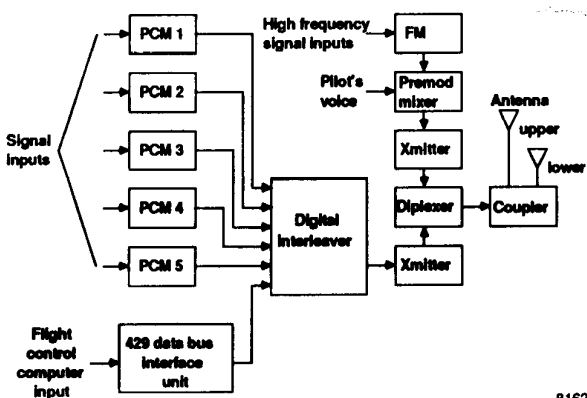 PCM 1
PCM 2
PCM 3
PCM 4
PCM 5
Signal
inputs
Flight
control
computer
input
429 data bus
interface
unit
Digital
interleaver
High frequency
signal inputs
FM
Pilot's
voice
Premod
mixer
Xmitter
Diplexer
Xmitter
Coupler
Antenna
upper
lower
8162